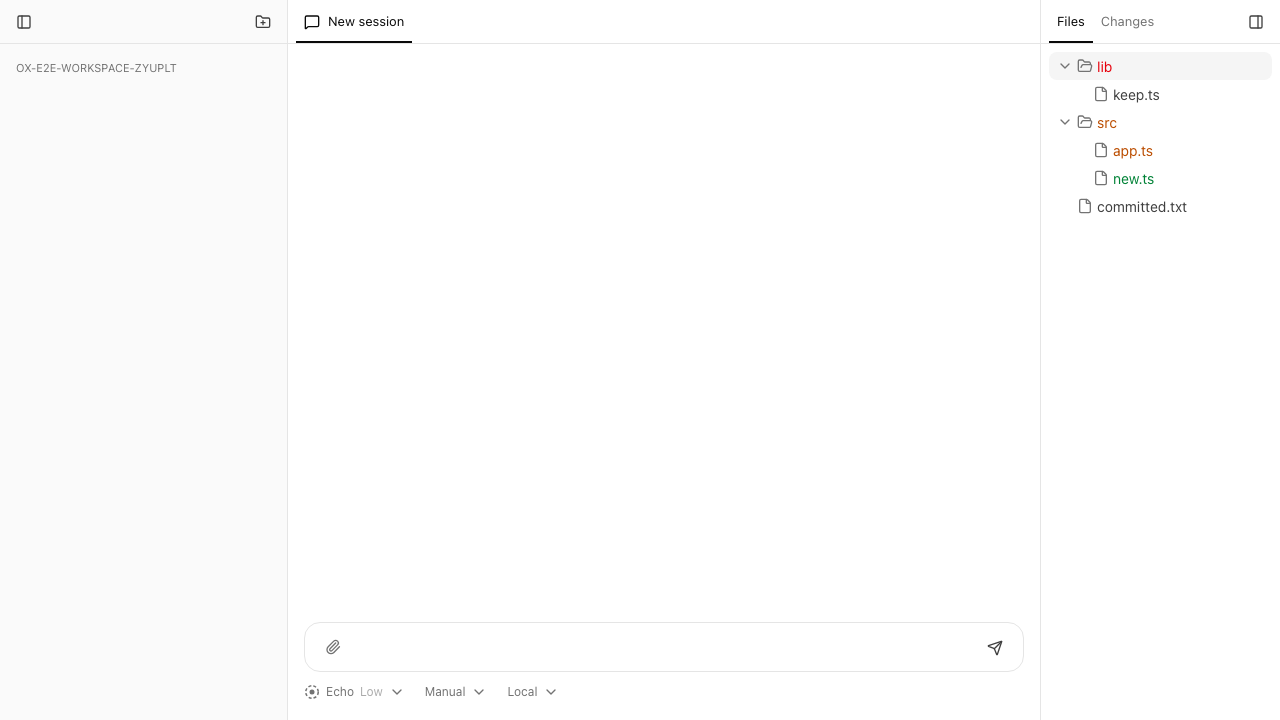 New session
Files
Changes
OX-E2E-WORKSPACE-ZYUPLT
lib
keep.ts
src
app.ts
new.ts
committed.txt
Echo Low
Manual
Local